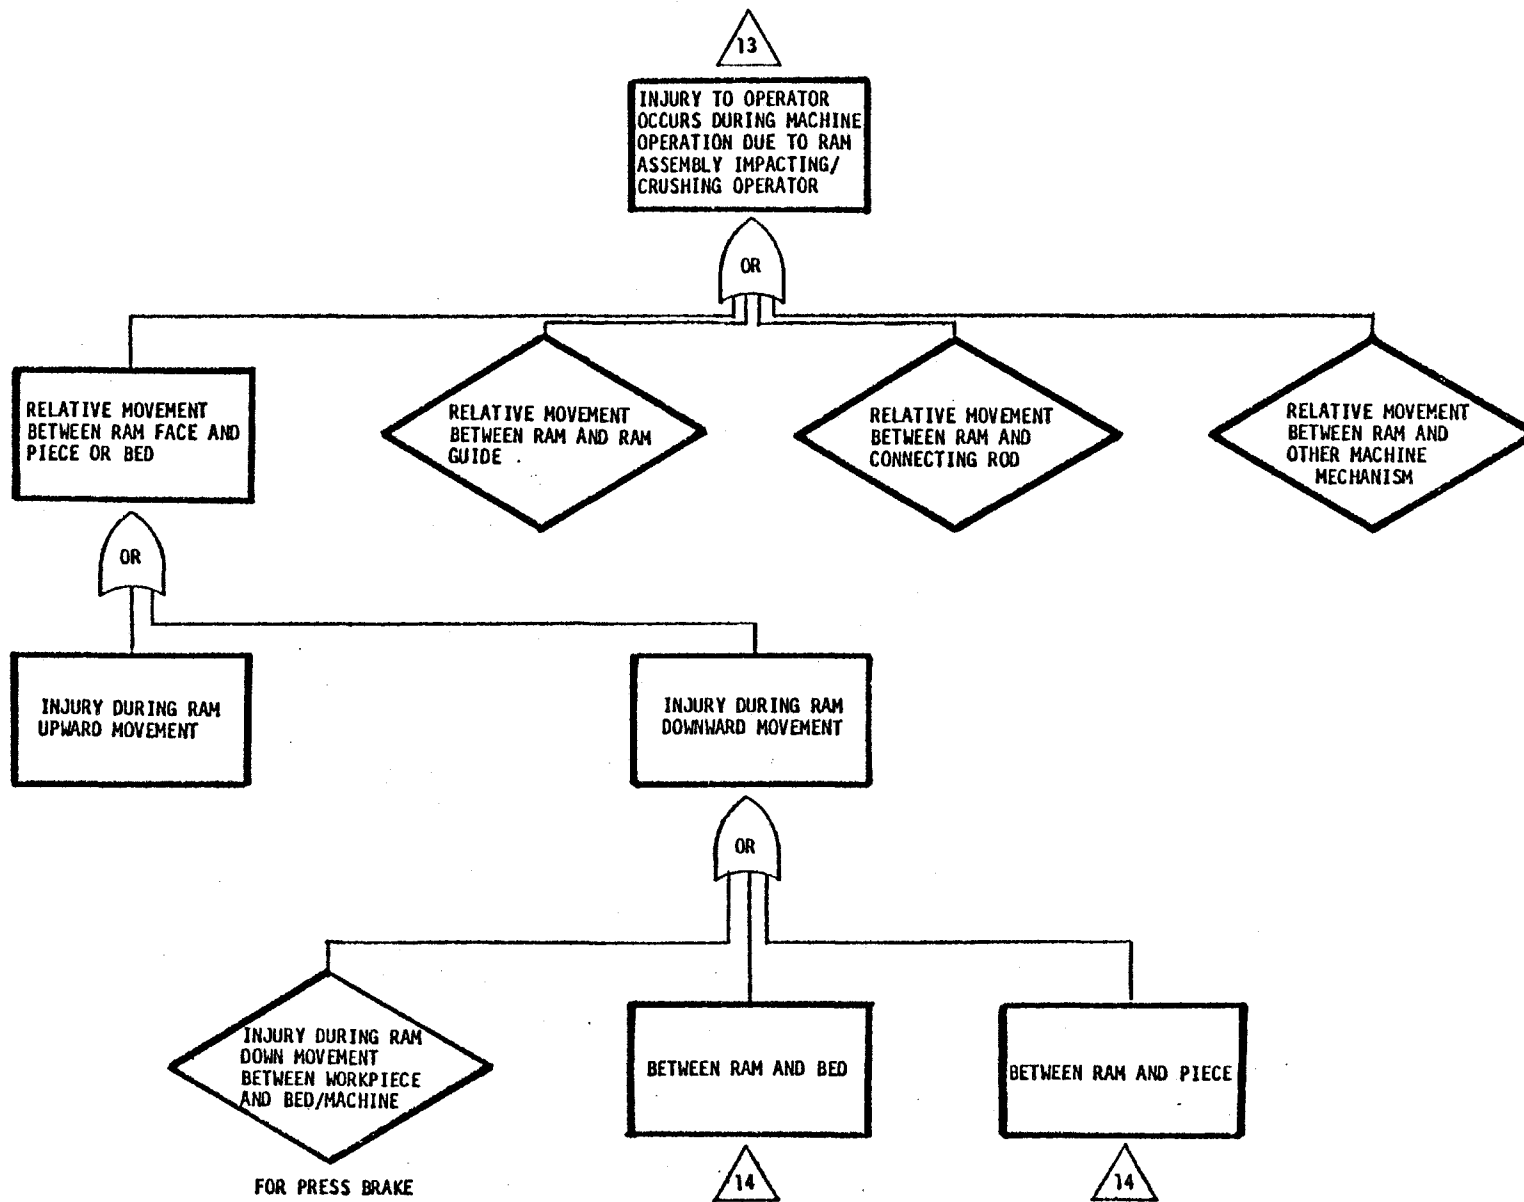 13
INJURY TO OPERATOR
OCCURS DURING MACHINE
OPERATION DUE TO RAM
ASSEMBLY IMPACTING/
CRUSHING OPERATOR
OR
RELATIVE MOVEMENT
BETWEEN RAM FACE AND
PIECE OR BED
RELATIVE MOVEMENT
BETWEEN RAM AND RAM
GUIDE
RELATIVE MOVEMENT
BETWEEN RAM AND
CONNECTING ROD
RELATIVE MOVEMENT
BETWEEN RAM AND
OTHER MACHINE
MECHANISM
OR
INJURY DURING RAM
UPWARD MOVEMENT
INJURY DURING RAM
DOWNWARD MOVEMENT
OR
INJURY DURING RAM
DOWN MOVEMENT
BETWEEN WORKPIECE
AND BED/MACHINE
BETWEEN RAM AND BED
BETWEEN RAM AND PIECE
FOR PRESS BRAKE
14
14